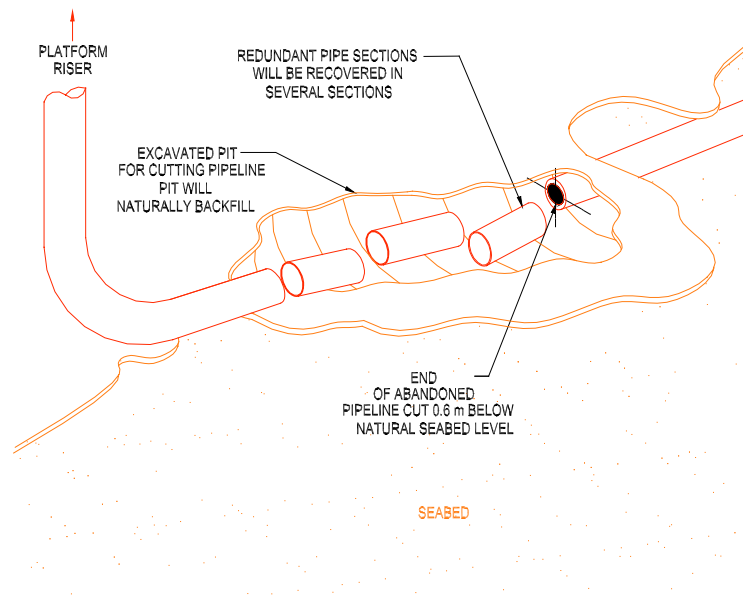 PLATFORM
RISER
REDUNDANT PIPE SECTIONS
WILL BE RECOVERED IN
SEVERAL SECTIONS
EXCAVATED PIT
FOR CUTTING PIPELINE
PIT WILL
NATURALLY BACKFILL
END
OF ABANDONED
PIPELINE CUT 0.6 m BELOW
NATURAL SEABED LEVEL
SEABED